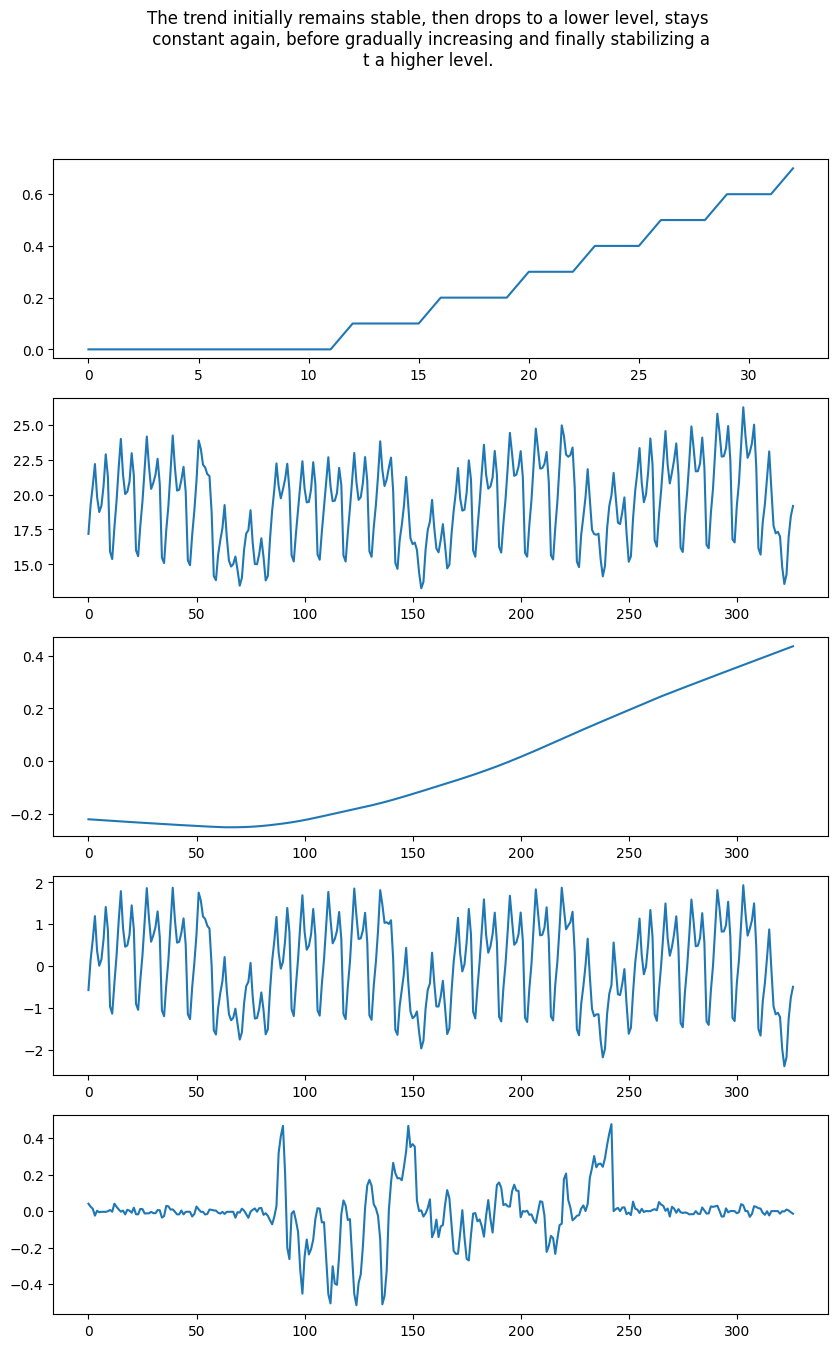 The trend initially remains stable, then drops to a lower level, stays
constant again, before gradually increasing and finally stabilizing a
t a higher level.
0.6
0.4
0.2
0.0
0 5 10 15 20 25 30
25.0
22.5
20.0
17.5
15.0
0 50 100 150 200 250 300
0.4
0.2
0.0
−0.2
0 50 100 150 200 250 300
2
1
0
−1
−2
0 50 100 150 200 250 300
0.4
0.2
0.0
−0.2
−0.4
0 50 100 150 200 250 300